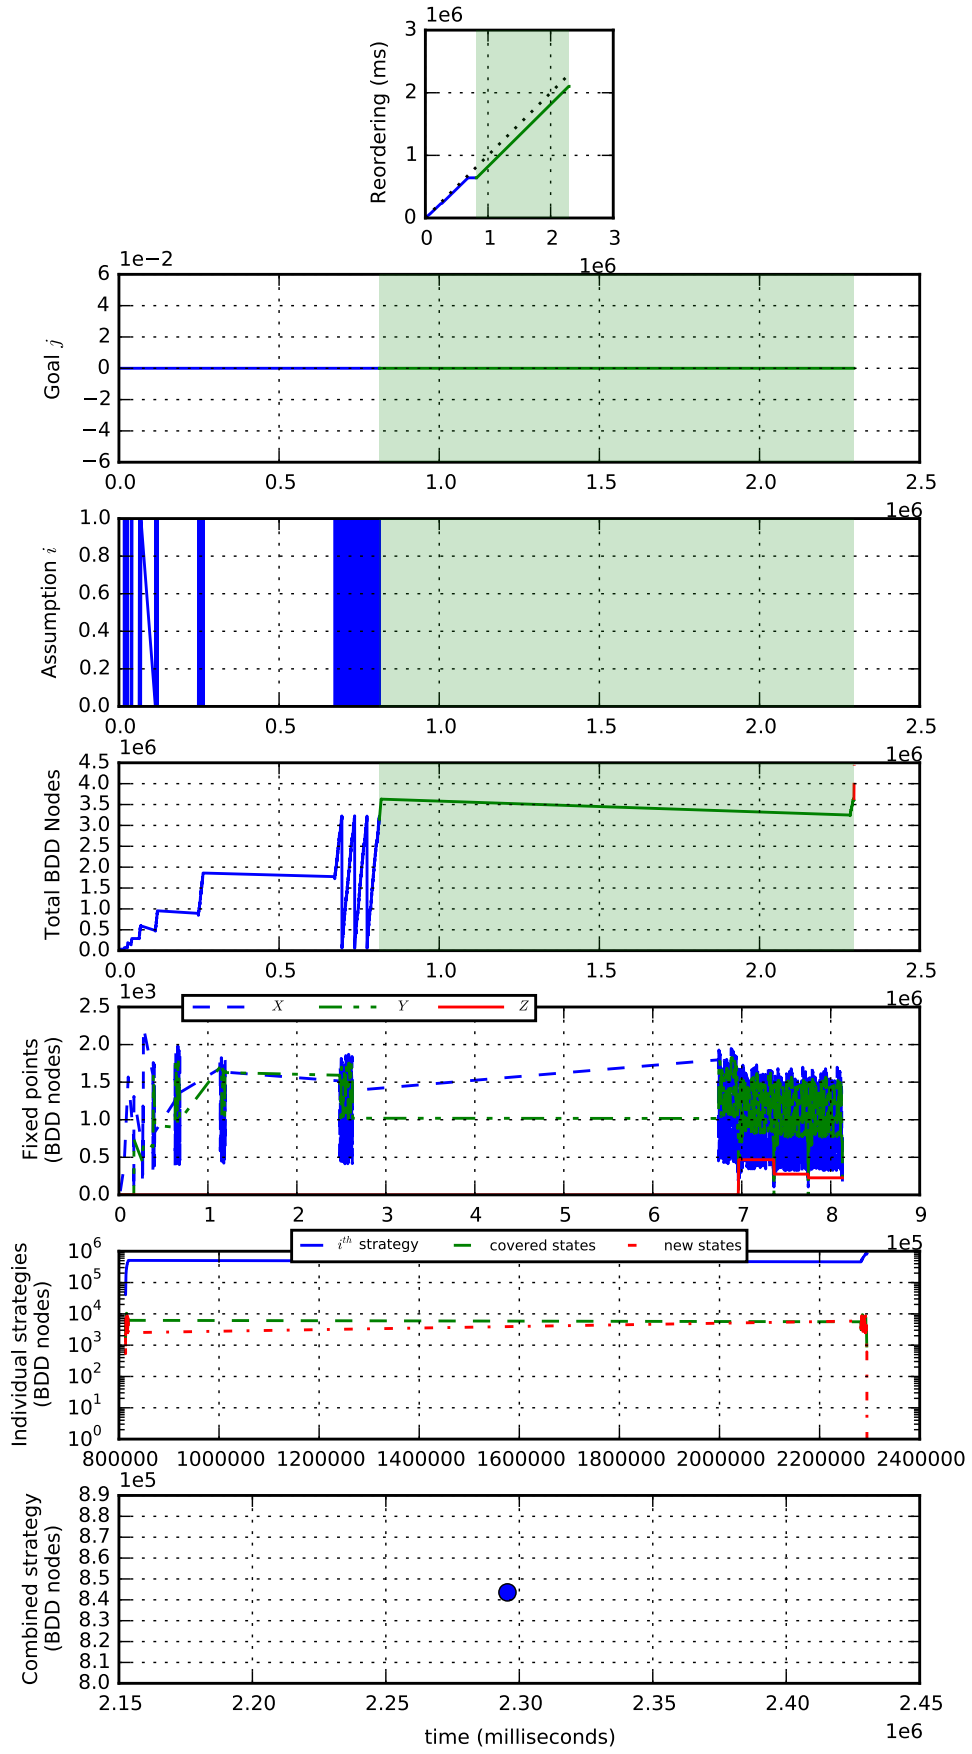 1e6
3
2
1
0
Reordering (ms)
0 1 2 3
1e6
1e−2
6
4
2
0
−2
−4
−6
Goal j
0.0 0.5 1.0 1.5 2.0 2.5
1e6
1.0
0.8
0.6
0.4
0.2
0.0
Assumption i
0.0 0.5 1.0 1.5 2.0 2.5
1e6
1e6
4.5
4.0
3.5
3.0
2.5
2.0
1.5
1.0
0.5
0.0
Total BDD Nodes
0.0 0.5 1.0 1.5 2.0 2.5
1e6
1e3
X Y Z
2.5
2.0
1.5
1.0
0.5
0.0
Fixed points
(BDD nodes)
0 1 2 3 4 5 6 7 8 9
1e5
i^th strategy covered states new states
10^6
10^5
10^4
10^3
10^2
10^1
10^0
Individual strategies
(BDD nodes)
800000 1000000 1200000 1400000 1600000 1800000 2000000 2200000 2400000
1e5
8.9
8.8
8.7
8.6
8.5
8.4
8.3
8.2
8.1
8.0
Combined strategy
(BDD nodes)
2.15 2.20 2.25 2.30 2.35 2.40 2.45
time (milliseconds)
1e6